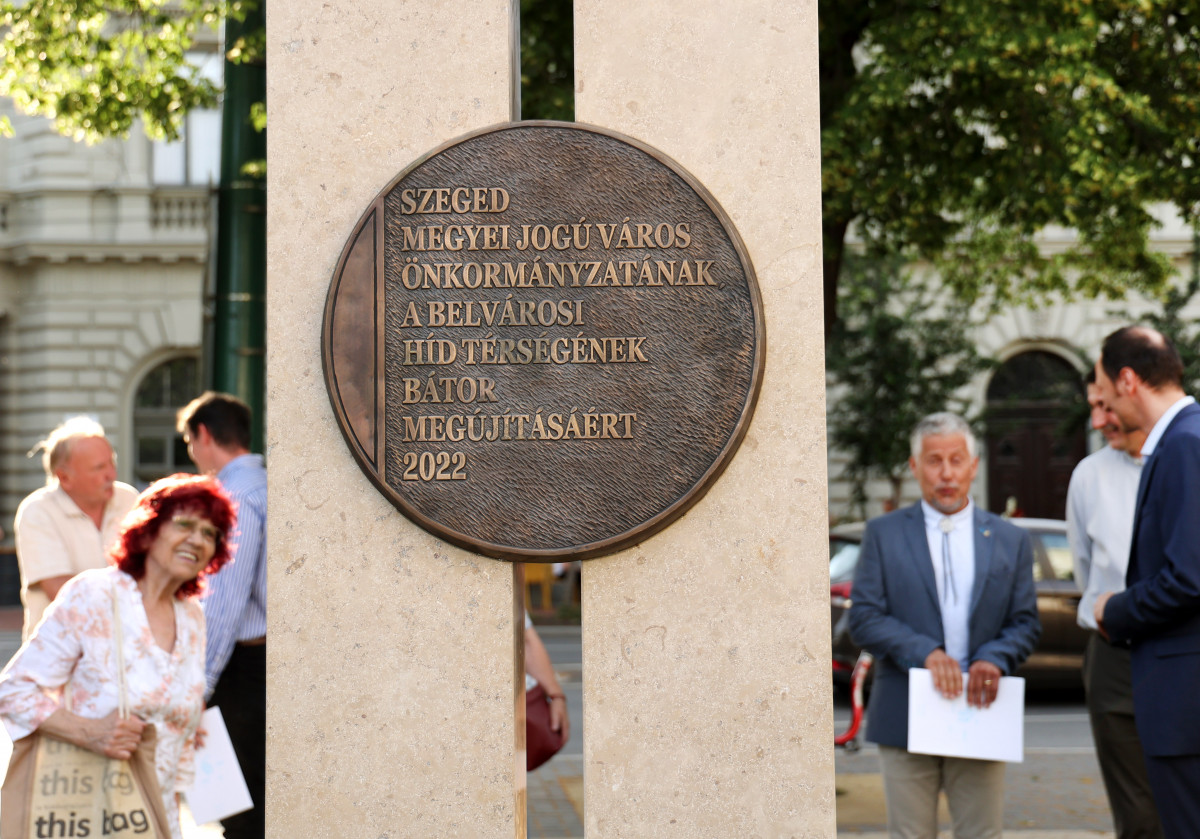 SZEGED
MEGYEI JOGÚ VÁROS
ÖNKORMÁNYZATÁNAK
A BELVÁROSI
HÍD TÉRSÉGÉNEK
BÁTOR
MEGÚJÍTÁSÁÉRT
2022
this bag
this bag